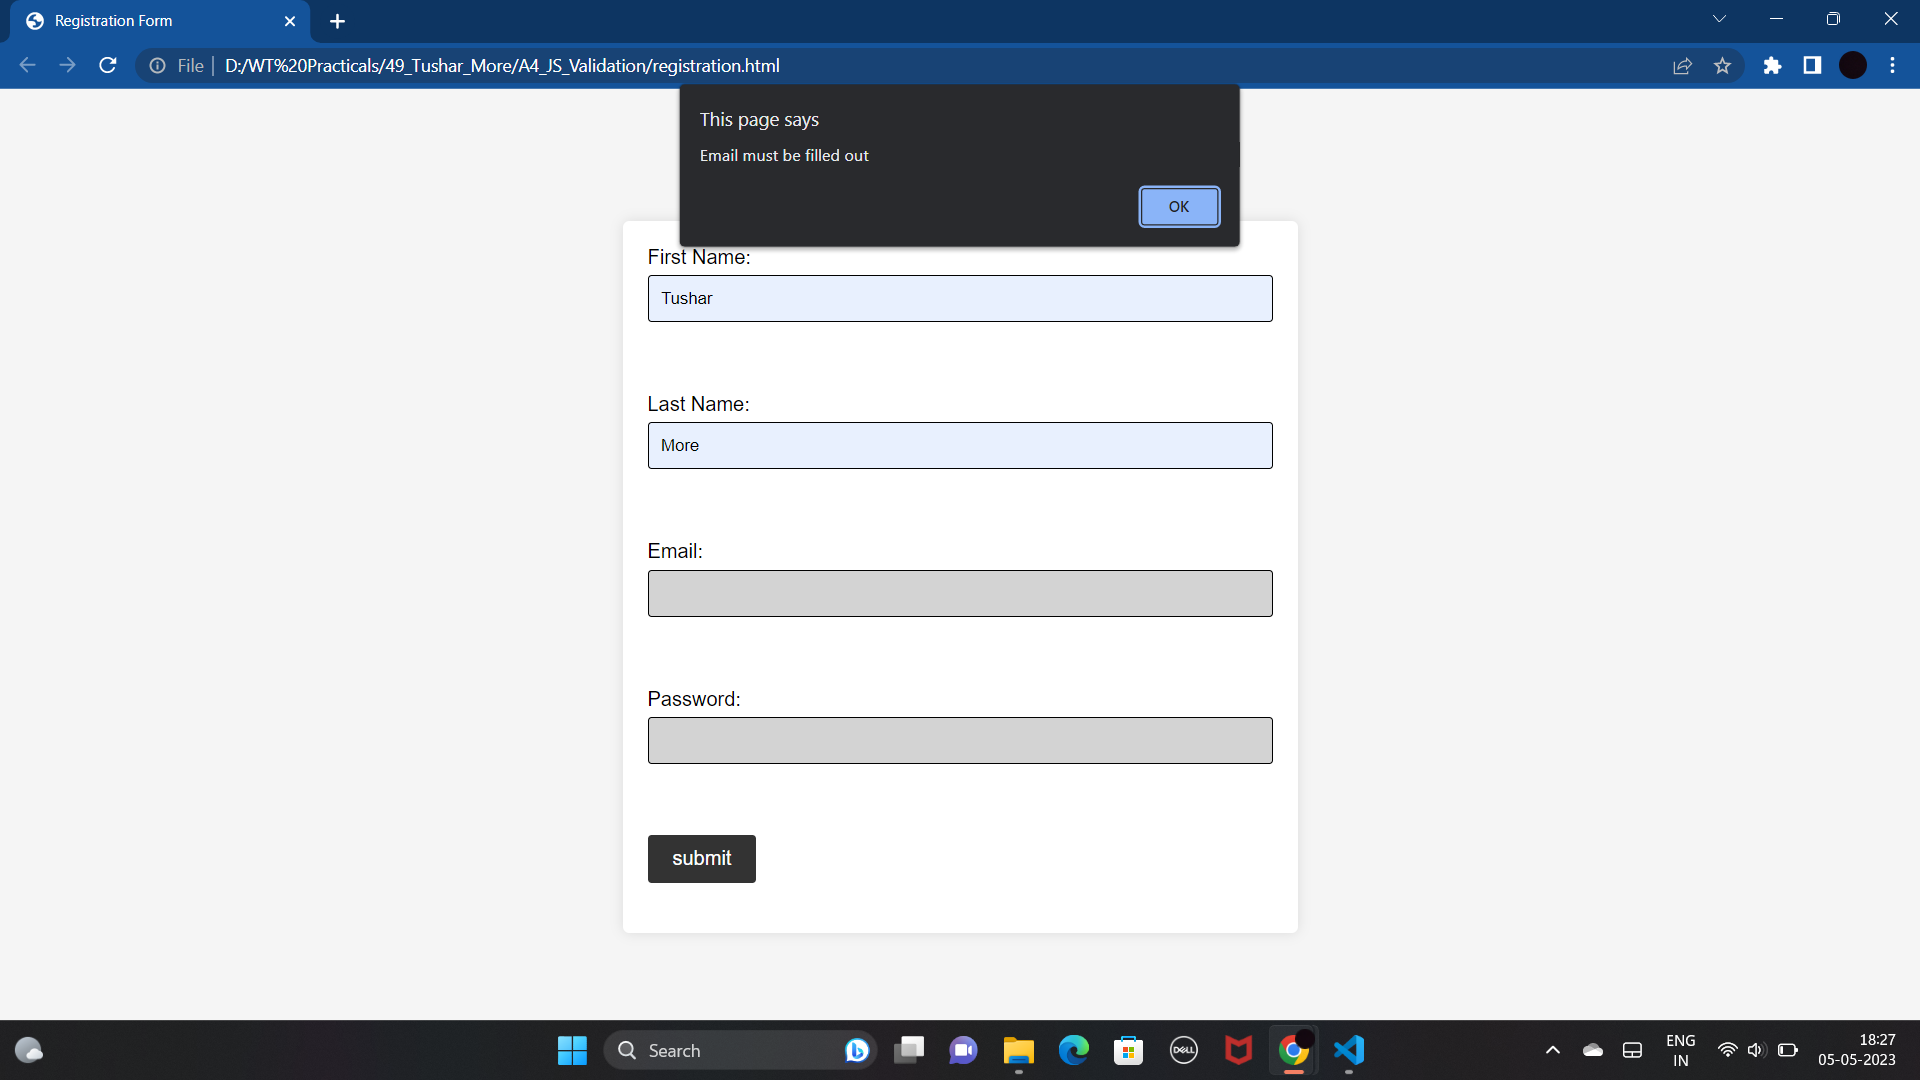 Registration Form
File
D:/WT%20Practicals/49_Tushar_More/A4_JS_Validation/registration.html
This page says
Email must be filled out
OK
First Name:
Tushar
Last Name:
More
Email:
Password:
submit
Search
DELL
ENG
IN
18:27
05-05-2023